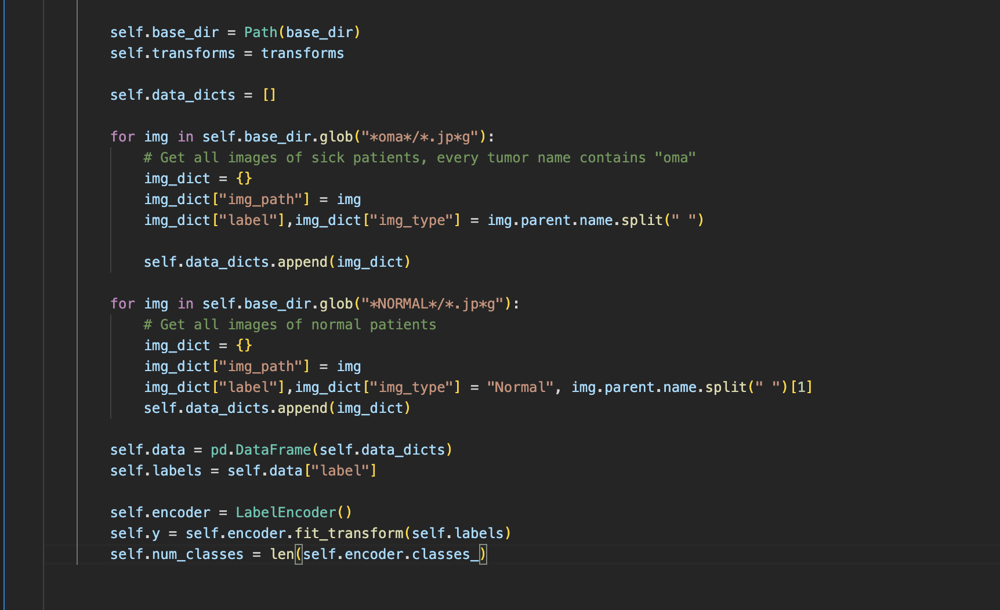 self.base_dir = Path(base_dir)
self.transforms = transforms
self.data_dicts = []
for img in self.base_dir.glob("*oma*/*.jp*g"):
# Get all images of sick patients, every tumor name contains "oma"
img_dict = {}
img_dict["img_path"] = img
img_dict["label"],img_dict["img_type"] = img.parent.name.split(" ")
self.data_dicts.append(img_dict)
for img in self.base_dir.glob("*NORMAL*/*.jp*g"):
# Get all images of normal patients
img_dict = {}
img_dict["img_path"] = img
img_dict["label"],img_dict["img_type"] = "Normal", img.parent.name.split(" ")[1]
self.data_dicts.append(img_dict)
self.data = pd.DataFrame(self.data_dicts)
self.labels = self.data["label"]
self.encoder = LabelEncoder()
self.y = self.encoder.fit_transform(self.labels)
self.num_classes = len(self.encoder.classes_)